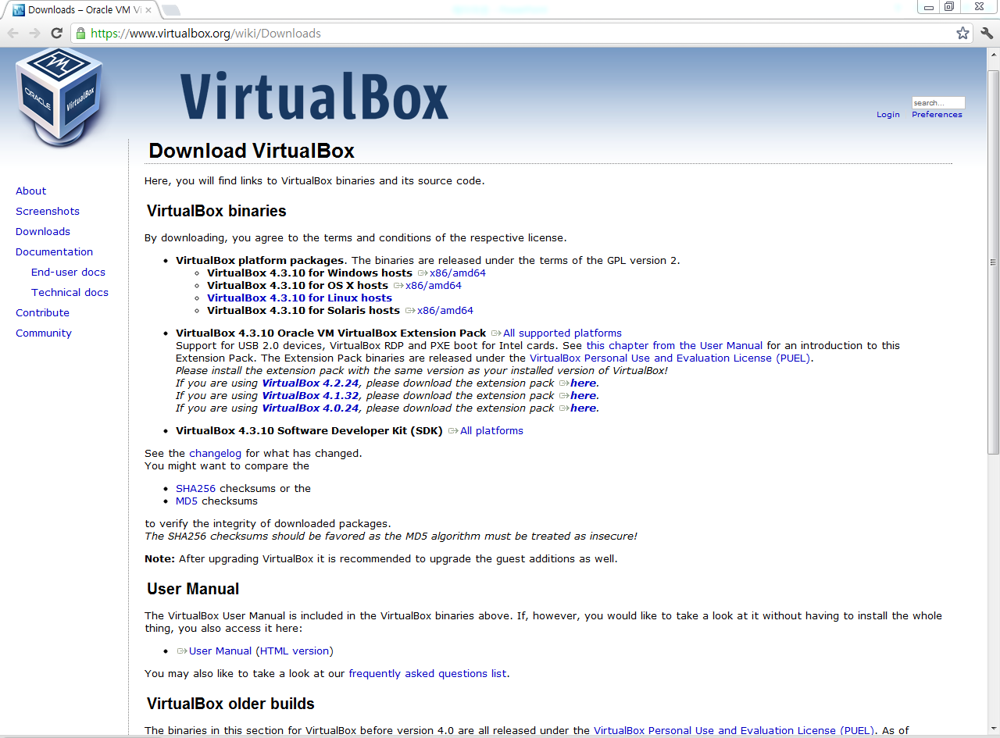 Downloads – Oracle VM Vi
https://www.virtualbox.org/wiki/Downloads
ORACLE
VirtualBox
VirtualBox
search...
Login Preferences
Download VirtualBox
Here, you will find links to VirtualBox binaries and its source code.
About
Screenshots
Downloads
Documentation
End-user docs
Technical docs
Contribute
Community
VirtualBox binaries
By downloading, you agree to the terms and conditions of the respective license.
VirtualBox platform packages. The binaries are released under the terms of the GPL version 2.
VirtualBox 4.3.10 for Windows hosts x86/amd64
VirtualBox 4.3.10 for OS X hosts x86/amd64
VirtualBox 4.3.10 for Linux hosts
VirtualBox 4.3.10 for Solaris hosts x86/amd64
VirtualBox 4.3.10 Oracle VM VirtualBox Extension Pack All supported platforms
Support for USB 2.0 devices, VirtualBox RDP and PXE boot for Intel cards. See this chapter from the User Manual for an introduction to this
Extension Pack. The Extension Pack binaries are released under the VirtualBox Personal Use and Evaluation License (PUEL).
Please install the extension pack with the same version as your installed version of VirtualBox!
If you are using VirtualBox 4.2.24, please download the extension pack here.
If you are using VirtualBox 4.1.32, please download the extension pack here.
If you are using VirtualBox 4.0.24, please download the extension pack here.
VirtualBox 4.3.10 Software Developer Kit (SDK) All platforms
See the changelog for what has changed.
You might want to compare the
SHA256 checksums or the
MD5 checksums
to verify the integrity of downloaded packages.
The SHA256 checksums should be favored as the MD5 algorithm must be treated as insecure!
Note: After upgrading VirtualBox it is recommended to upgrade the guest additions as well.
User Manual
The VirtualBox User Manual is included in the VirtualBox binaries above. If, however, you would like to take a look at it without having to install the whole
thing, you also access it here:
User Manual (HTML version)
You may also like to take a look at our frequently asked questions list.
VirtualBox older builds
The binaries in this section for VirtualBox before version 4.0 are all released under the VirtualBox Personal Use and Evaluation License (PUEL). As of